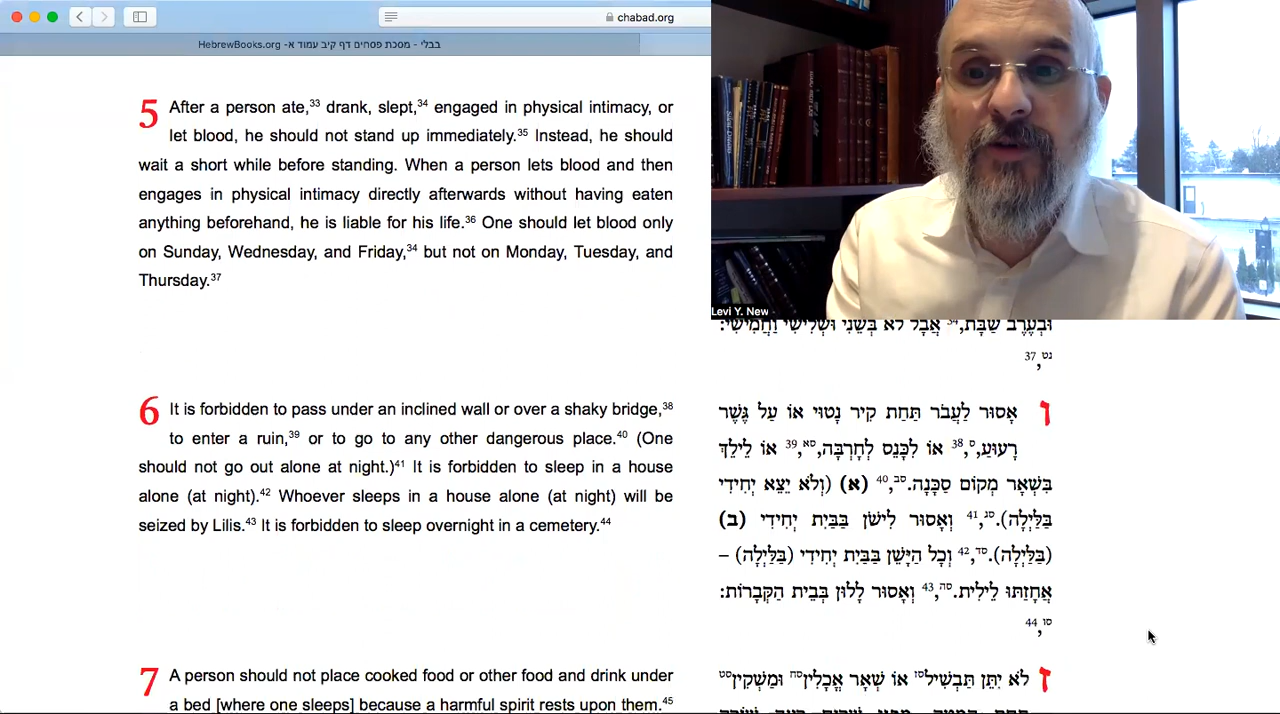 chabad.org
HebrewBooks.org -בבלי - מסכת פסחים דף קיב עמוד א
5 After a person ate,33 drank, slept,34 engaged in physical intimacy, or
let blood, he should not stand up immediately.35 Instead, he should
wait a short while before standing. When a person lets blood and then
engages in physical intimacy directly afterwards without having eaten
anything beforehand, he is liable for his life.36 One should let blood only
on Sunday, Wednesday, and Friday,34 but not on Monday, Tuesday, and
Thursday.37
Levi Y. New
וּבְעֶרֶב שַׁבָּת,34 אֲבָל לֹא בְּשֵׁנִי וּשְׁלִישִׁי וַחֲמִישִׁי:
נט,37
6 It is forbidden to pass under an inclined wall or over a shaky bridge,38
to enter a ruin,39 or to go to any other dangerous place.40 (One
should not go out alone at night.)41 It is forbidden to sleep in a house
alone (at night).42 Whoever sleeps in a house alone (at night) will be
seized by Lilis.43 It is forbidden to sleep overnight in a cemetery.44
ו אָסוּר לַעֲבֹר תַּחַת קִיר נָטוּי אוֹ עַל גֶּשֶׁר
רָעוּעַ,ס,38 אוֹ לִכָּנֵס לְחָרְבָּה,סא,39 אוֹ לֵילֵךְ
בִּשְׁאָר מְקוֹם סַכָּנָה.סב,40 (א) (וְלֹא יֵצֵא יְחִידִי
בַּלַּיְלָה).סג,41 וְאָסוּר לִישֹׁן בַּבַּיִת יְחִידִי (ב)
(בַּלַּיְלָה).סד,42 וְכָל הַיָּשֵׁן בַּבַּיִת יְחִידִי (בַּלַּיְלָה) –
אֲחָזַתּוּ לִילִית.סה,43 וְאָסוּר לָלוּן בְּבֵית הַקְּבָרוֹת:
סו,44
7 A person should not place cooked food or other food and drink under
a bed [where one sleeps] because a harmful spirit rests upon them.45
ז לֹא יִתֵּן תַּבְשִׁילסז אוֹ שְׁאָר אֳכָלִיןסח וּמַשְׁקִיןסט